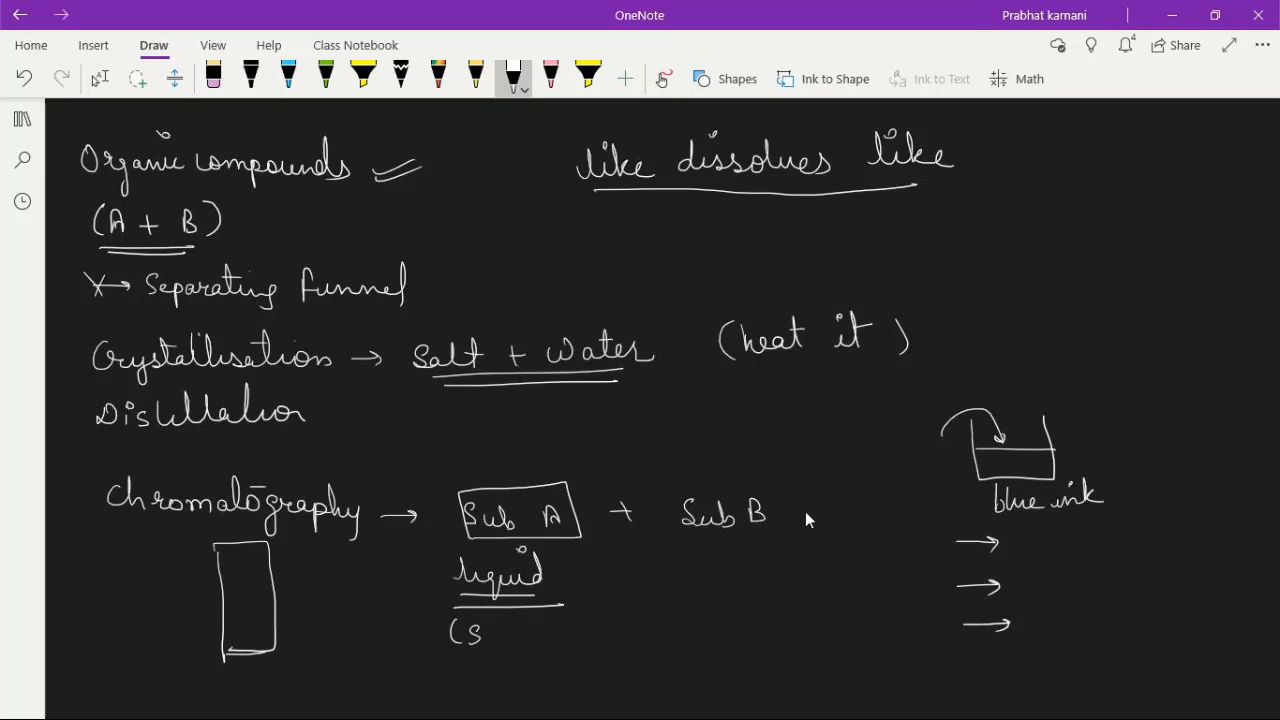 OneNote
Prabhat karnani
Home Insert Draw View Help Class Notebook
4 Share
Shapes Ink to Shape Ink to Text Math
Organic compounds like dissolves like
(A + B)
Separating funnel
Crystallisation → Salt + Water (heat it)
Distillation
Chromatography → Sub A + Sub B
blue ink
liquid
(S